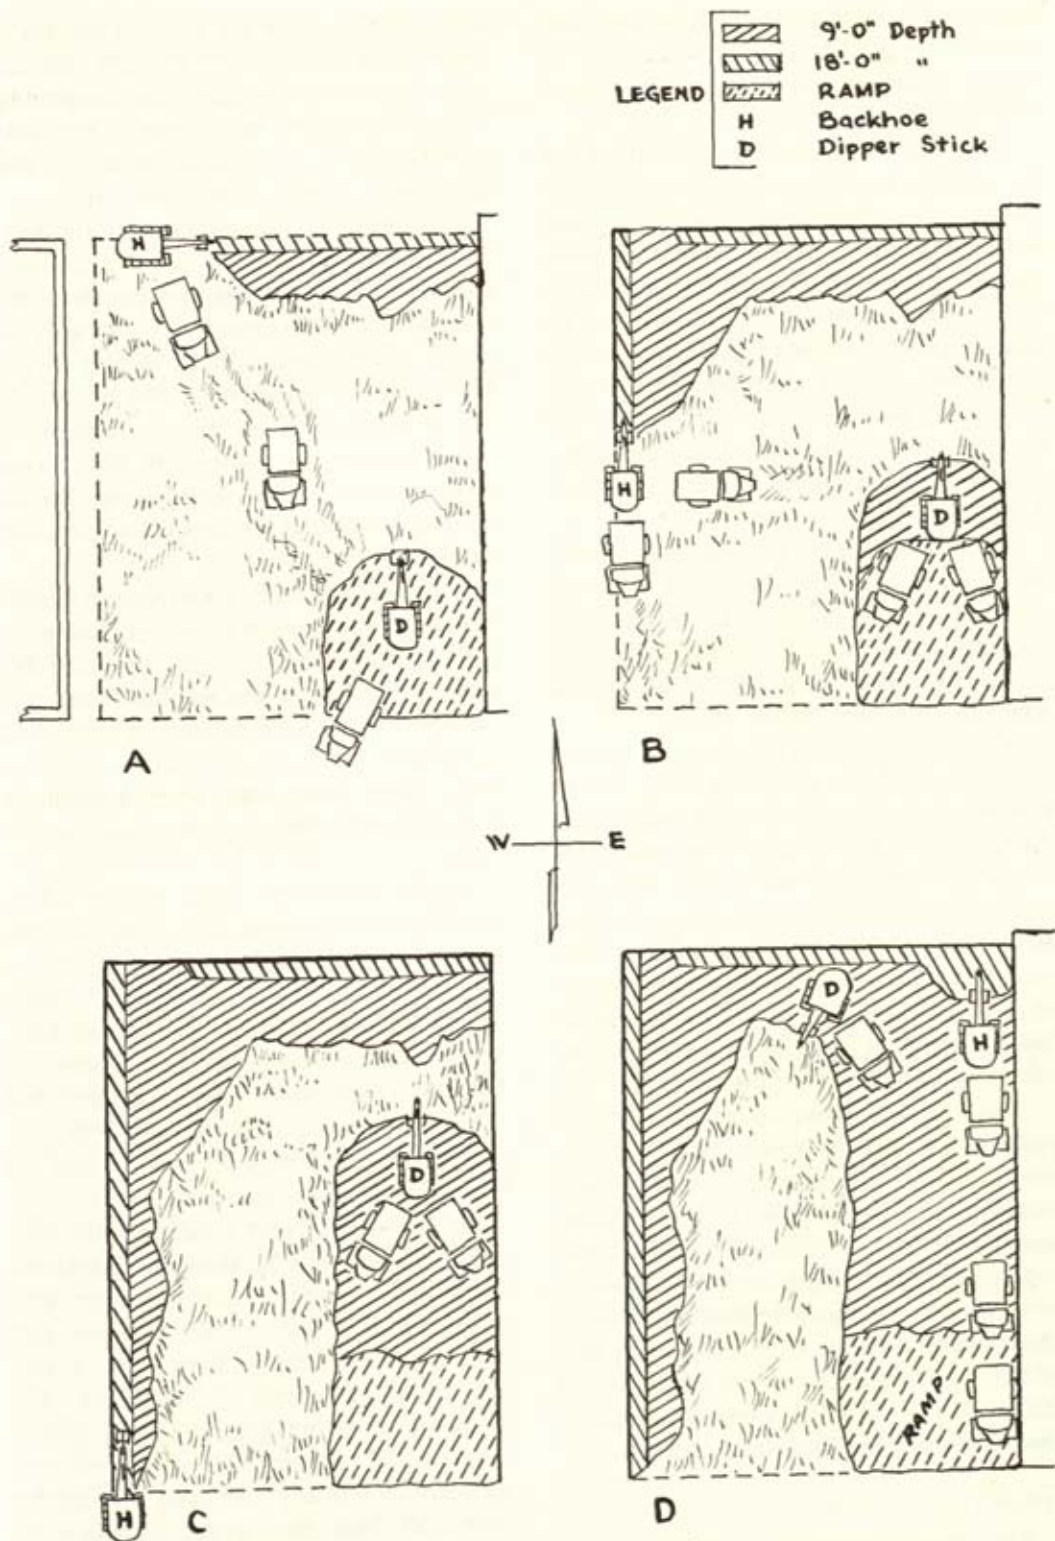 LEGEND
9'-0" Depth
18'-0" "
RAMP
H Backhoe
D Dipper Stick
H
D
A
H
D
B
W E
D
H
C
D
H
RAMP
D